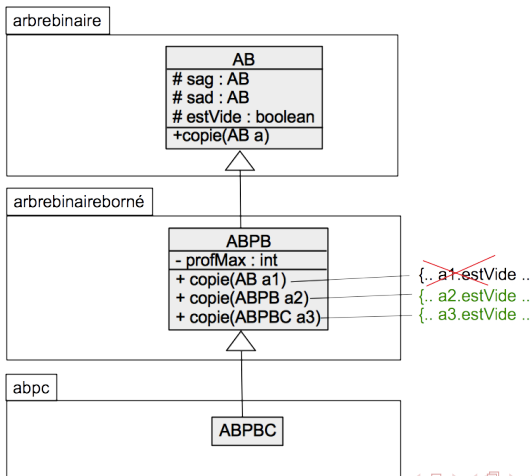 arbrebinaire
AB
# sag : AB
# sad : AB
# estVide : boolean
+copie(AB a)
arbrebinaireborné
ABPB
- profMax : int
+ copie(AB a1)
+ copie(ABPB a2)
+ copie(ABPBC a3)
{.. a1.estVide ..
{.. a2.estVide ..
{.. a3.estVide ..
abpc
ABPBC